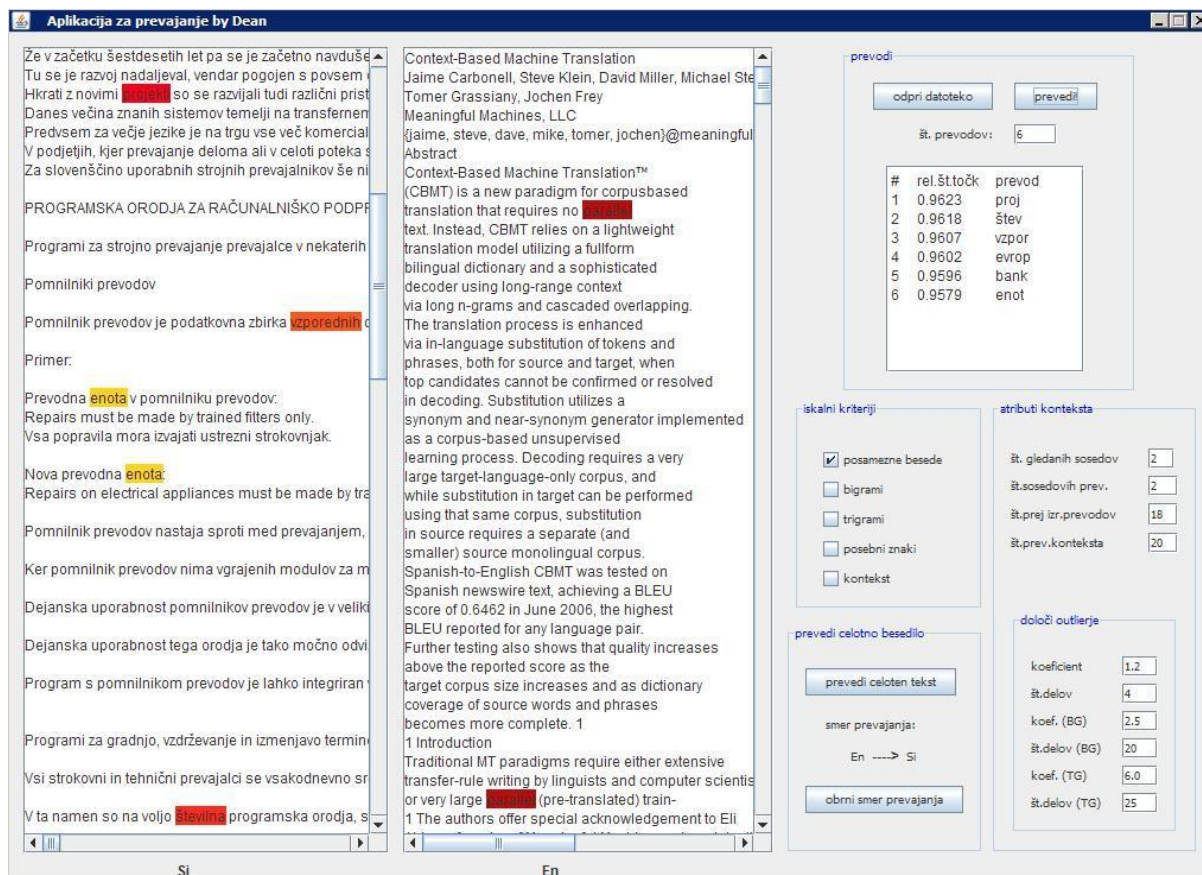 Aplikacija za prevajanje by Dean
Že v začetku šestdesetih let pa se je začetno navduše
Tu se je razvoj nadaljeval, vendar pogojen s povsem
Hkrati z novimi projekti so se razvijali tudi različni prist
Danes večina znanih sistemov temelji na transfernem
Predvsem za večje jezike je na trgu vse več komercial
V podjetjih, kjer prevajanje deloma ali v celoti poteka s
Za slovenščino uporabnih strojnih prevajalnikov še ni
PROGRAMSKA ORODJA ZA RAČUNALNIŠKO PODPR
Programi za strojno prevajanje prevajalce v nekaterih
Pomnilniki prevodov
Pomnilnik prevodov je podatkovna zbirka vzporednih
Primer:
Prevodna enota v pomnilniku prevodov:
Repairs must be made by trained fitters only.
Vsa popravila mora izvajati ustrezni strokovnjak.
Nova prevodna enota:
Repairs on electrical appliances must be made by tra
Pomnilnik prevodov nastaja sproti med prevajanjem,
Ker pomnilnik prevodov nima vgrajenih modulov za m
Dejanska uporabnost pomnilnikov prevodov je v veliki
Dejanska uporabnost tega orodja je tako močno odvi
Program s pomnilnikom prevodov je lahko integriran v
Programi za gradnjo, vzdrževanje in izmenjavo termin
Vsi strokovni in tehnični prevajalci se vsakodnevno sr
V ta namen so na voljo številna programska orodja, s
Si
Context-Based Machine Translation
Jaime Carbonell, Steve Klein, David Miller, Michael Ste
Tomer Grassiany, Jochen Frey
Meaningful Machines, LLC
{jaime, steve, dave, mike, tomer, jochen}@meaningful
Abstract
Context-Based Machine Translation™
(CBMT) is a new paradigm for corpusbased
translation that requires no parallel
text. Instead, CBMT relies on a lightweight
translation model utilizing a fullform
bilingual dictionary and a sophisticated
decoder using long-range context
via long n-grams and cascaded overlapping.
The translation process is enhanced
via in-language substitution of tokens and
phrases, both for source and target, when
top candidates cannot be confirmed or resolved
in decoding. Substitution utilizes a
synonym and near-synonym generator implemented
as a corpus-based unsupervised
learning process. Decoding requires a very
large target-language-only corpus, and
while substitution in target can be performed
using that same corpus, substitution
in source requires a separate (and
smaller) source monolingual corpus.
Spanish-to-English CBMT was tested on
Spanish newswire text, achieving a BLEU
score of 0.6462 in June 2006, the highest
BLEU reported for any language pair.
Further testing also shows that quality increases
above the reported score as the
target corpus size increases and as dictionary
coverage of source words and phrases
becomes more complete. 1
1 Introduction
Traditional MT paradigms require either extensive
transfer-rule writing by linguists and computer scientis
or very large parallel (pre-translated) train-
1 The authors offer special acknowledgement to Eli
En
prevodi
odpri datoteko prevedi!
št. prevodov: 6
# rel.št.točk prevod
1 0.9623 proj
2 0.9618 štev
3 0.9607 vzpor
4 0.9602 evrop
5 0.9596 bank
6 0.9579 enot
iskalni kriteriji
posamezne besede
bigrami
trigrami
posebni znaki
kontekst
atributi konteksta
št. gledanih sosedov 2
št.sosedovih prev. 2
št.prej izr.prevodov 18
št.prev.konteksta 20
prevedi celotno besedilo
prevedi celoten tekst
smer prevajanja:
En ----> Si
obrni smer prevajanja
določi outlierje
koeficient 1.2
št.delov 4
koef. (BG) 2.5
št.delov (BG) 20
koef. (TG) 6.0
št.delov (TG) 25